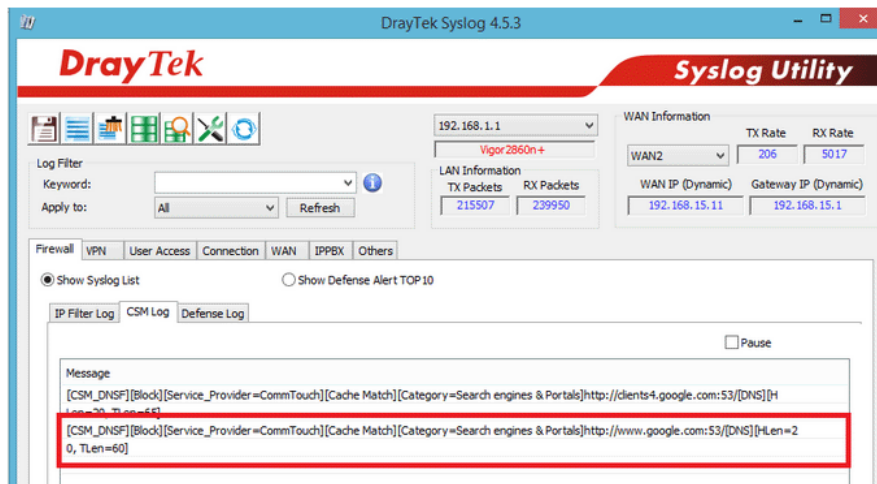 DrayTek Syslog 4.5.3
DrayTek
Syslog Utility
192.168.1.1
Vigor2860n+
LAN Information
TX Packets RX Packets
215507 239950
WAN Information
TX Rate RX Rate
WAN2 206 5017
WAN IP (Dynamic) Gateway IP (Dynamic)
192.168.15.11 192.168.15.1
Log Filter
Keyword:
Apply to: All Refresh
Firewall VPN User Access Connection WAN IPPBX Others
Show Syslog List Show Defense Alert TOP10
IP Filter Log CSM Log Defense Log
Pause
Message
[CSM_DNSF][Block][Service_Provider=CommTouch][Cache Match][Category=Search engines & Portals]http://clients4.google.com:53/[DNS][H
Len=20, TLen=65]
[CSM_DNSF][Block][Service_Provider=CommTouch][Cache Match][Category=Search engines & Portals]http://www.google.com:53/[DNS][HLen=2
0, TLen=60]